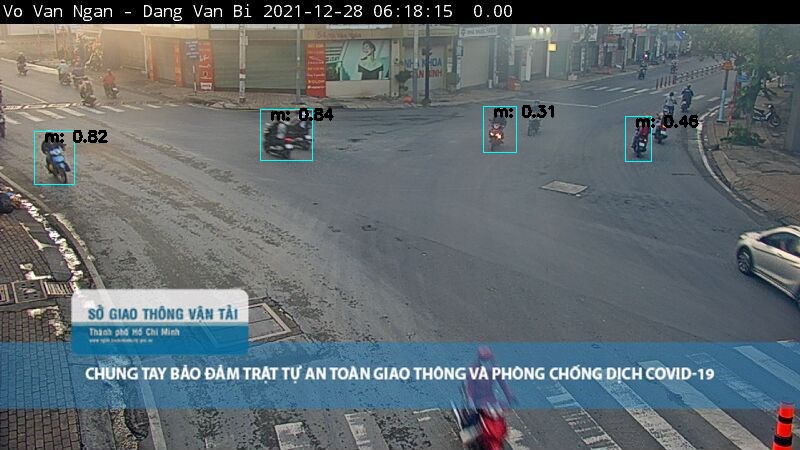 Vo Van Ngan - Dang Van Bi 2021-12-28 06:18:15 0.00
m: 0.82
m: 0.84
m: 0.31
m: 0.46
NHA KHOA
SỞ GIAO THÔNG VẬN TẢI
Thành phố Hồ Chí Minh
CHUNG TAY BẢO ĐẢM TRẬT TỰ AN TOÀN GIAO THÔNG VÀ PHÒNG CHỐNG DỊCH COVID-19